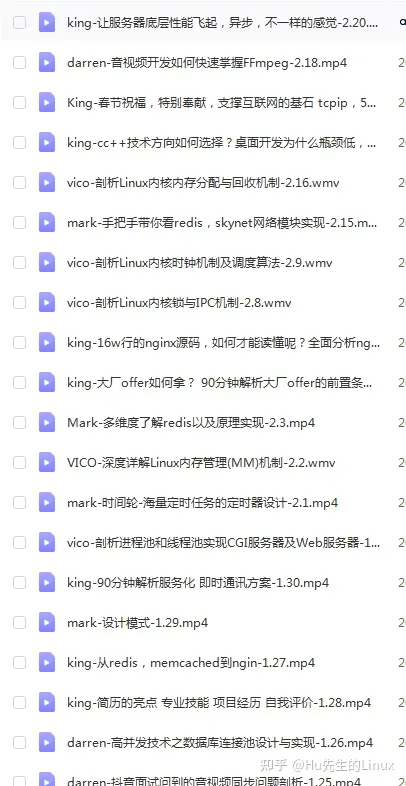 king-让服务器底层性能飞起，异步，不一样的感觉-2.20....
darren-音视频开发如何快速掌握FFmpeg-2.18.mp4
King-春节祝福，特别奉献，支撑互联网的基石 tcpip，5...
king-cc++技术方向如何选择？桌面开发为什么瓶颈低，...
vico-剖析Linux内核内存分配与回收机制-2.16.wmv
mark-手把手带你看redis，skynet网络模块实现-2.15.m...
vico-剖析Linux内核时钟机制及调度算法-2.9.wmv
vico-剖析Linux内核锁与IPC机制-2.8.wmv
king-16w行的nginx源码，如何才能读懂呢？全面分析ng...
king-大厂offer如何拿？ 90分钟解析大厂offer的前置条...
Mark-多维度了解redis以及原理实现-2.3.mp4
VICO-深度详解Linux内存管理(MM)机制-2.2.wmv
mark-时间轮-海量定时任务的定时器设计-2.1.mp4
vico-剖析进程池和线程池实现CGI服务器及Web服务器-1...
king-90分钟解析服务化 即时通讯方案-1.30.mp4
mark-设计模式-1.29.mp4
king-从redis，memcached到ngin-1.27.mp4
king-简历的亮点 专业技能 项目经历 自我评价-1.28.mp4
darren-高并发技术之数据库连接池设计与实现-1.26.mp4
知乎 @Hu先生的Linux
darren-抖音面试问到的音视频同步问题剖析-1.25.mp4